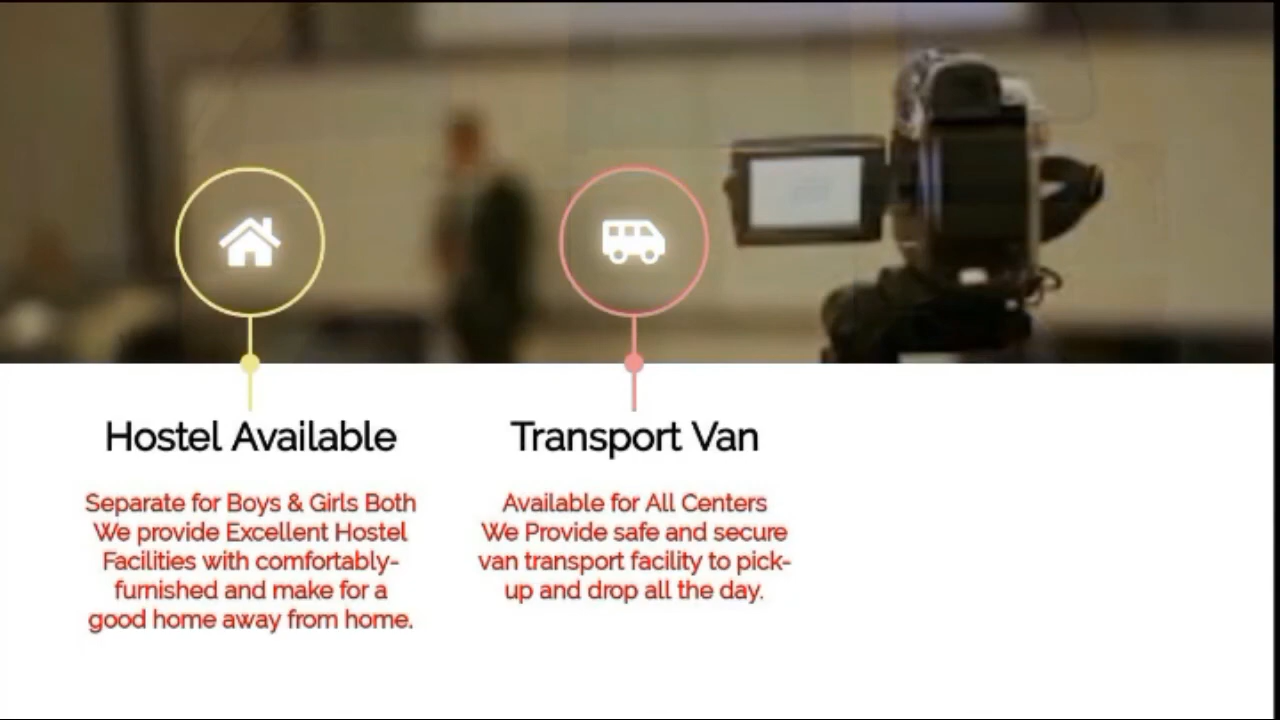 Hostel Available
Separate for Boys & Girls Both
We provide Excellent Hostel
Facilities with comfortably-
furnished and make for a
good home away from home.
Transport Van
Available for All Centers
We Provide safe and secure
van transport facility to pick-
up and drop all the day.